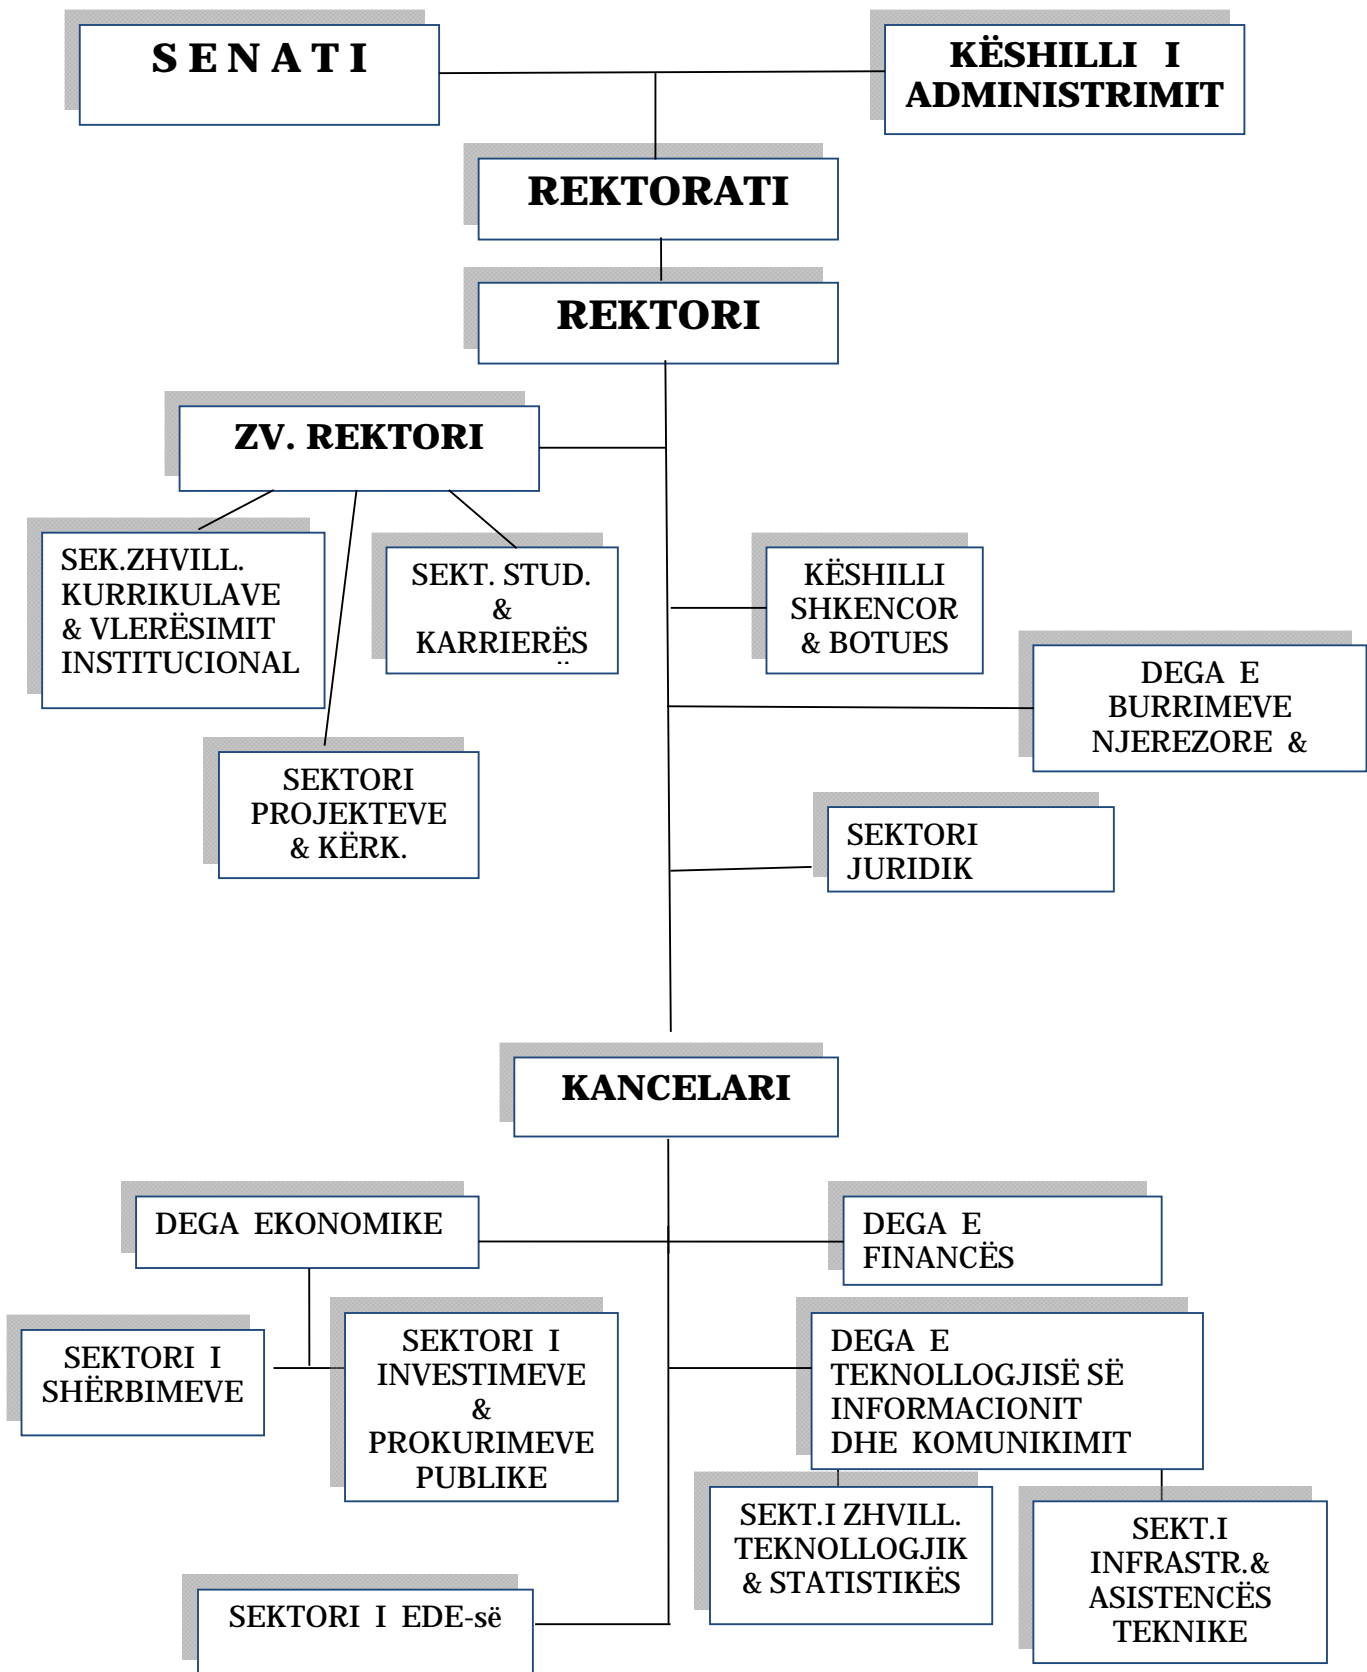 S E N A T I
KËSHILLI I
ADMINISTRIMIT
REKTORATI
REKTORI
ZV. REKTORI
SEK.ZHVILL.
KURRIKULAVE
& VLERËSIMIT
INSTITUCIONAL
SEKT. STUD.
&
KARRIERËS
KËSHILLI
SHKENCOR
& BOTUES
DEGA E
BURRIMEVE
NJEREZORE &
SEKTORI
PROJEKTEVE
& KËRK.
SEKTORI
JURIDIK
KANCELARI
DEGA EKONOMIKE
DEGA E
FINANCËS
SEKTORI I
SHËRBIMEVE
SEKTORI I
INVESTIMEVE
&
PROKURIMEVE
PUBLIKE
DEGA E
TEKNOLLOGJISË SË
INFORMACIONIT
DHE KOMUNIKIMIT
SEKT.I ZHVILL.
TEKNOLLOGJIK
& STATISTIKËS
SEKT.I
INFRASTR.&
ASISTENCËS
TEKNIKE
SEKTORI I EDE-së